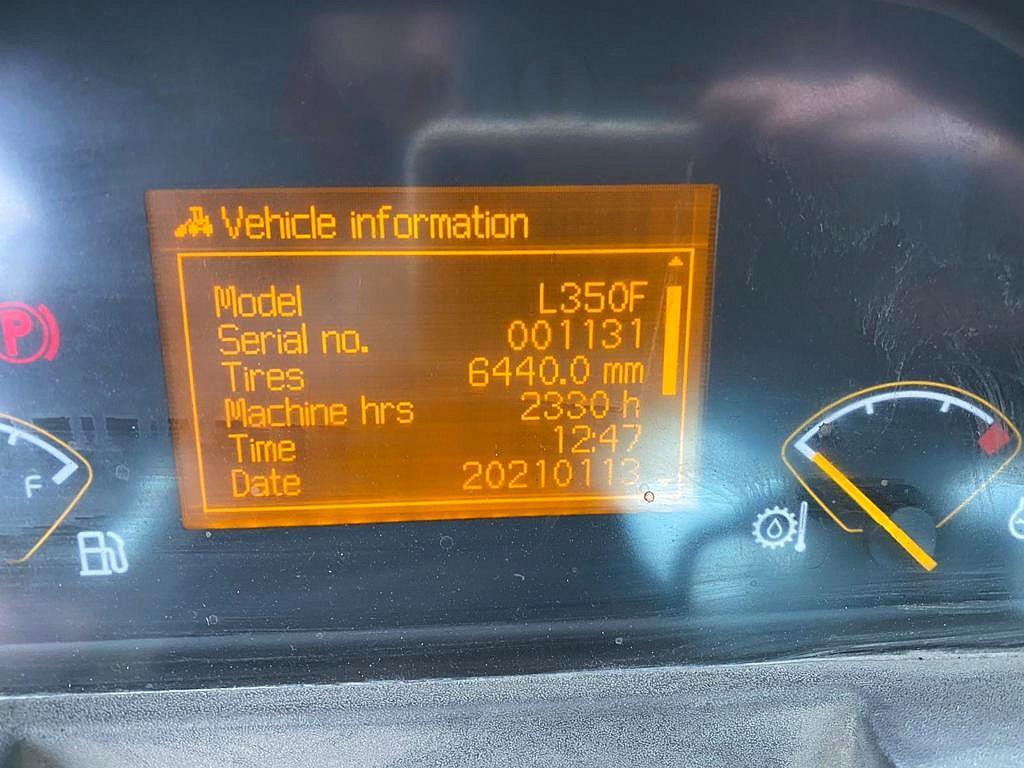 Vehicle information
Model L350F
Serial no. 001131
Tires 6440.0 mm
Machine hrs 2330 h
Time 12:47
Date 20210113
P
F